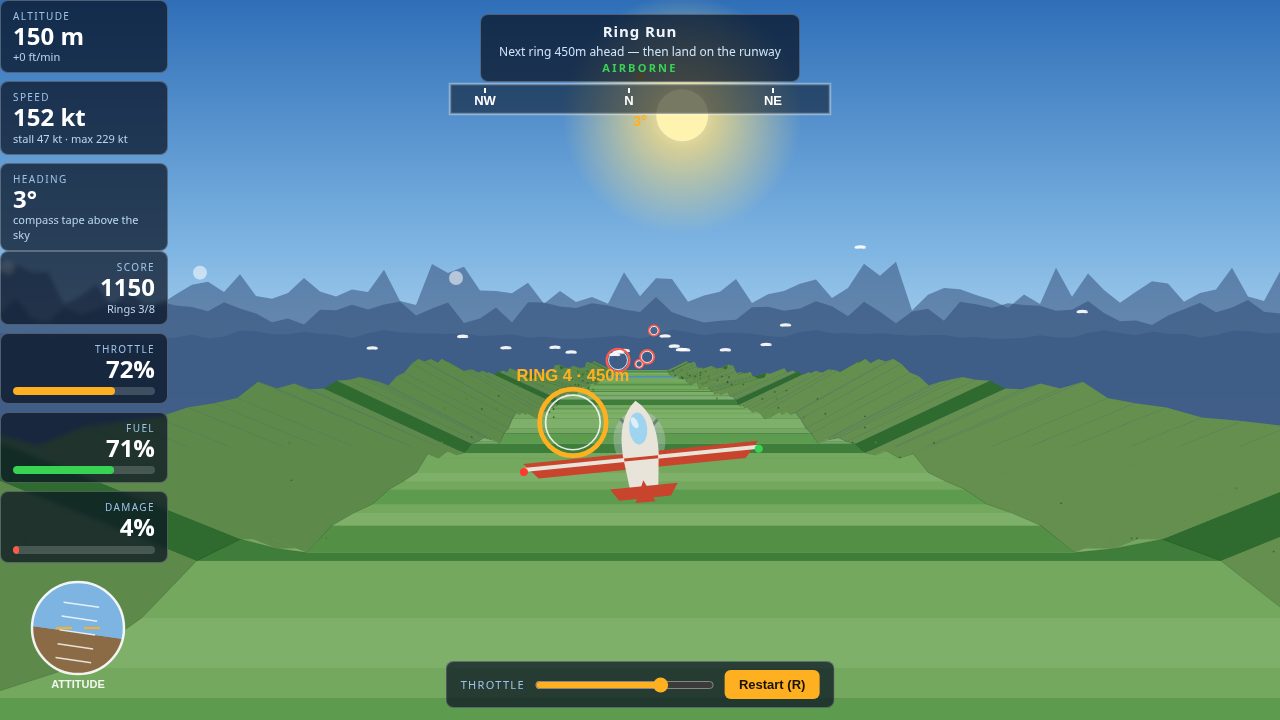 ALTITUDE
150 m
+0 ft/min
SPEED
152 kt
stall 47 kt · max 229 kt
HEADING
3°
compass tape above the
sky
SCORE
1150
Rings 3/8
THROTTLE
72%
FUEL
71%
DAMAGE
4%
ATTITUDE
Ring Run
Next ring 450m ahead — then land on the runway
AIRBORNE
NW N NE
3°
RING 4 · 450m
THROTTLE
Restart (R)